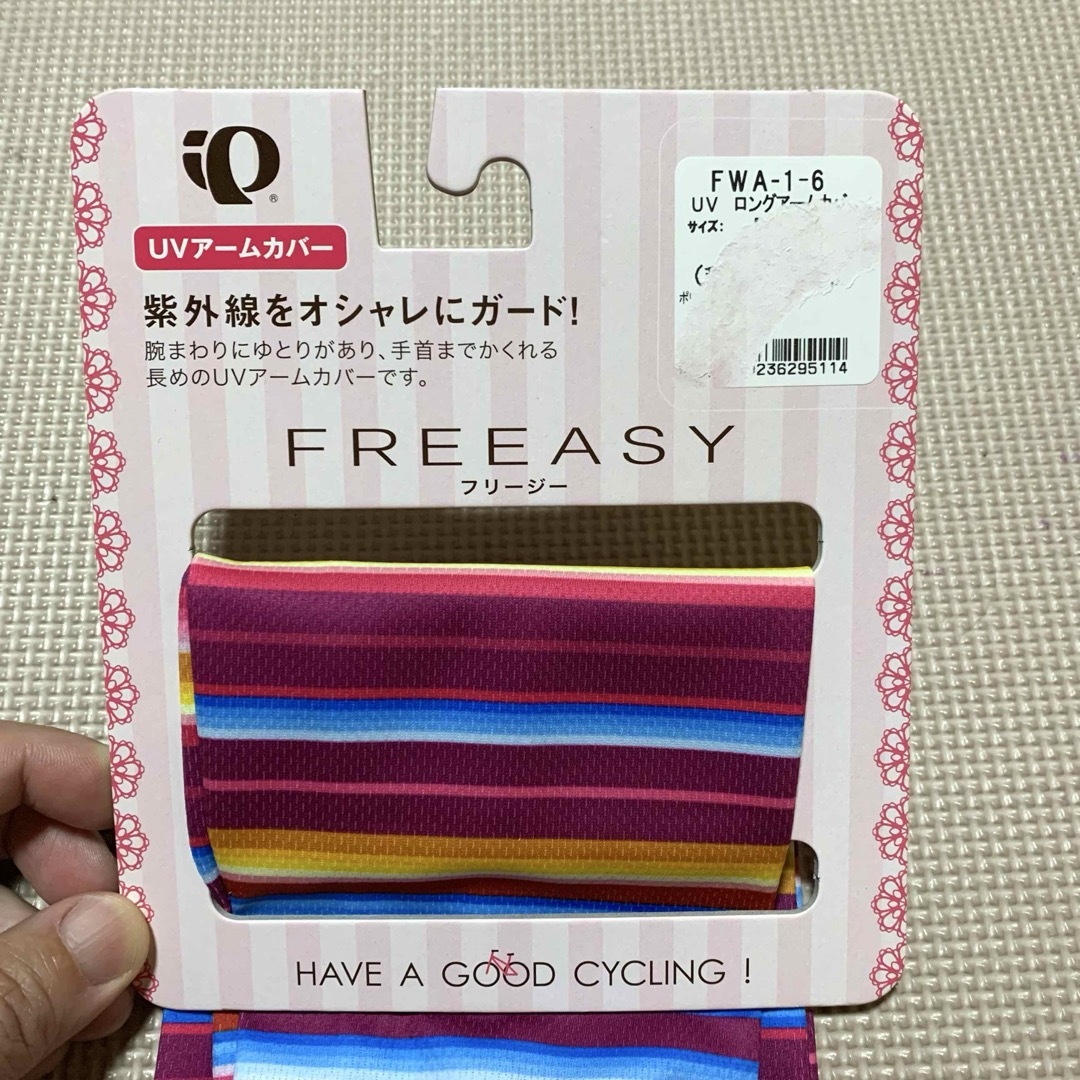 iQ®
UVアームカバー
紫外線をオシャレにガード!
腕まわりにゆとりがあり、手首までかくれる
長めのUVアームカバーです。
FWA-1-6
UV ロングアームカバ
サイズ:
236295114
FREEASY
フリージー
HAVE A GOOD CYCLING !